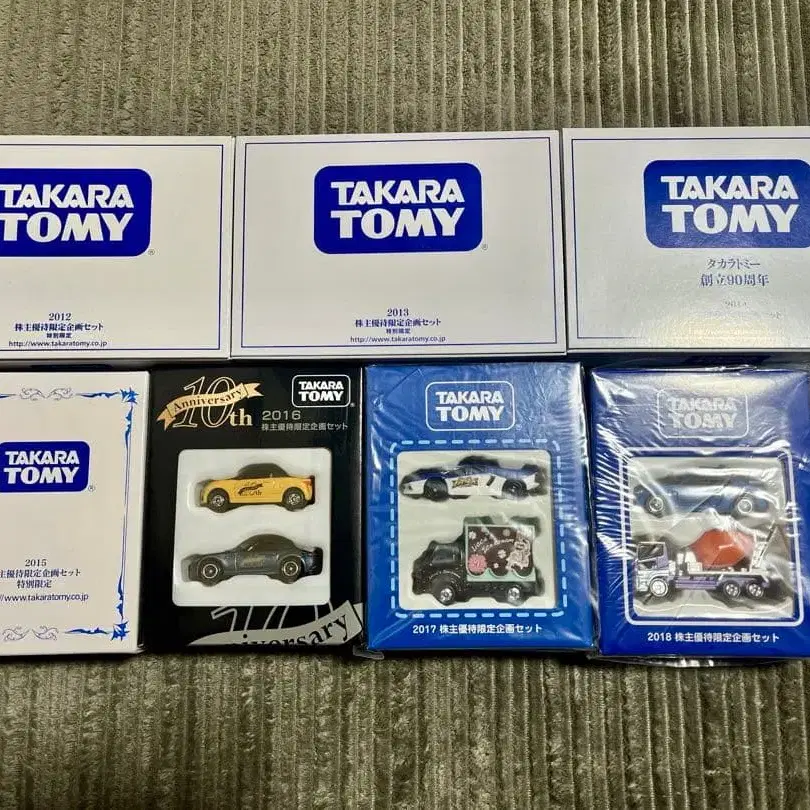 TAKARA
TOMY
®
2012
株主優待限定企画セット
特別限定
http://www.takaratomy.co.jp
TAKARA
TOMY
®
2013
株主優待限定企画セット
特別限定
http://www.takaratomy.co.jp
TAKARA
TOMY
タカラトミー
創立90周年
TAKARA
TOMY
®
2015
株主優待限定企画セット
特別限定
//www.takaratomy.co.jp
Anniversary
10th
TAKARA
TOMY
2016
株主優待限定企画セット
10
iversary
TAKARA
TOMY
2017 株主優待限定企画セット
TAKARA
TOMY
2018 株主優待限定企画セット